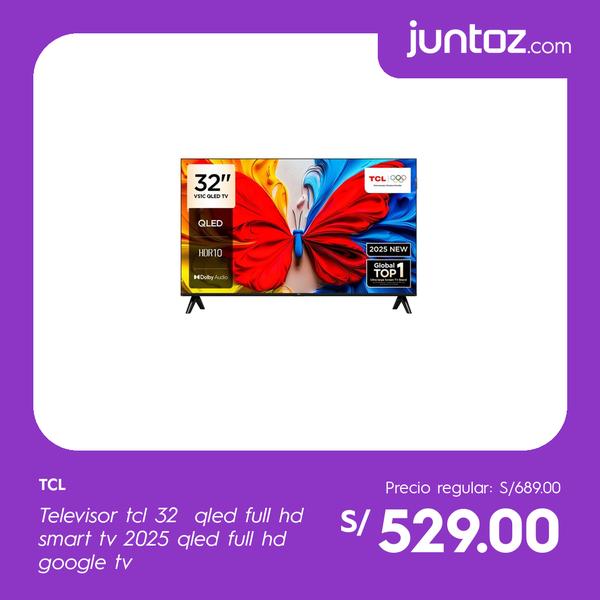 juntoz.com
32"
V51C QLED TV
QLED
HDR10
Dolby Audio
TCL
2025 NEW
Global
TOP 1
TCL
Televisor tcl 32 qled full hd
smart tv 2025 qled full hd
google tv
Precio regular: S/689.00
S/ 529.00